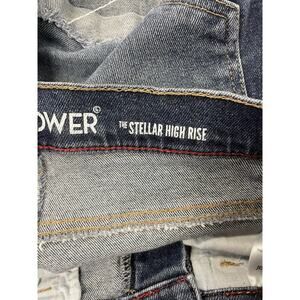 OWER® THE STELLAR HIGH RISE